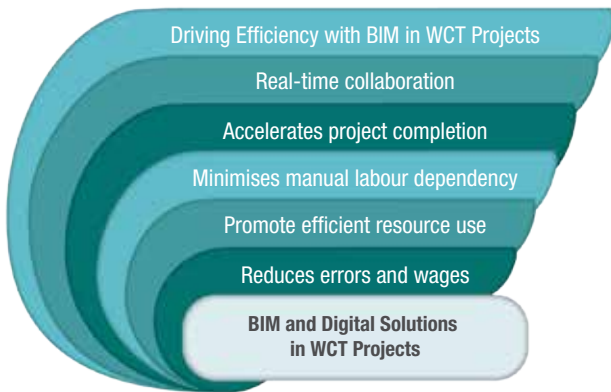 Driving Efficiency with BIM in WCT Projects
Real-time collaboration
Accelerates project completion
Minimises manual labour dependency
Promote efficient resource use
Reduces errors and wages
BIM and Digital Solutions
in WCT Projects